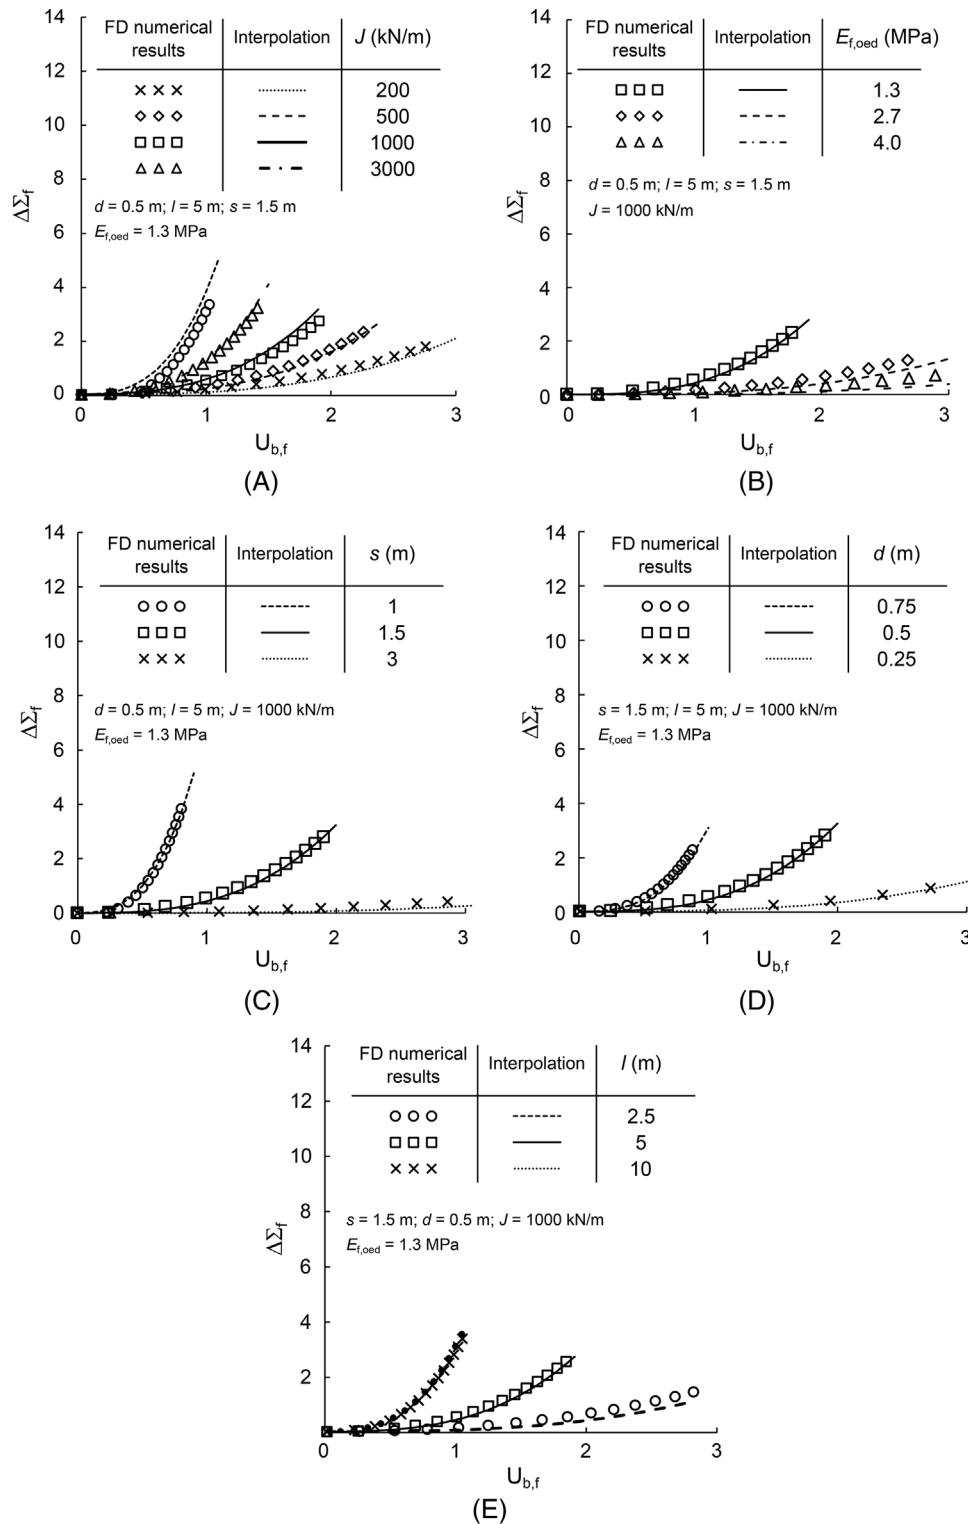 14
12
10
8
6
4
2
0
ΔΣf
FD numerical results
Interpolation
J (kN/m)
200
500
1000
3000
d = 0.5 m; l = 5 m; s = 1.5 m
Ef,oed = 1.3 MPa
0 1 2 3
Ub,f
(A)
14
12
10
8
6
4
2
0
ΔΣf
FD numerical results
Interpolation
Ef,oed (MPa)
1.3
2.7
4.0
d = 0.5 m; l = 5 m; s = 1.5 m
J = 1000 kN/m
0 1 2 3
Ub,f
(B)
14
12
10
8
6
4
2
0
ΔΣf
FD numerical results
Interpolation
s (m)
1
1.5
3
d = 0.5 m; l = 5 m; J = 1000 kN/m
Ef,oed = 1.3 MPa
0 1 2 3
Ub,f
(C)
14
12
10
8
6
4
2
0
ΔΣf
FD numerical results
Interpolation
d (m)
0.75
0.5
0.25
s = 1.5 m; l = 5 m; J = 1000 kN/m
Ef,oed = 1.3 MPa
0 1 2 3
Ub,f
(D)
14
12
10
8
6
4
2
0
ΔΣf
FD numerical results
Interpolation
l (m)
2.5
5
10
s = 1.5 m; d = 0.5 m; J = 1000 kN/m
Ef,oed = 1.3 MPa
0 1 2 3
Ub,f
(E)